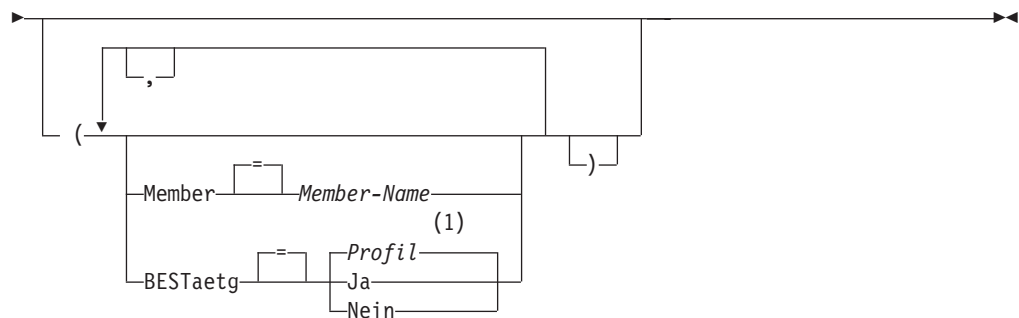 ,
(
)
=
Member Member-Name
(1)
= Profil
BESTaetg Ja
Nein